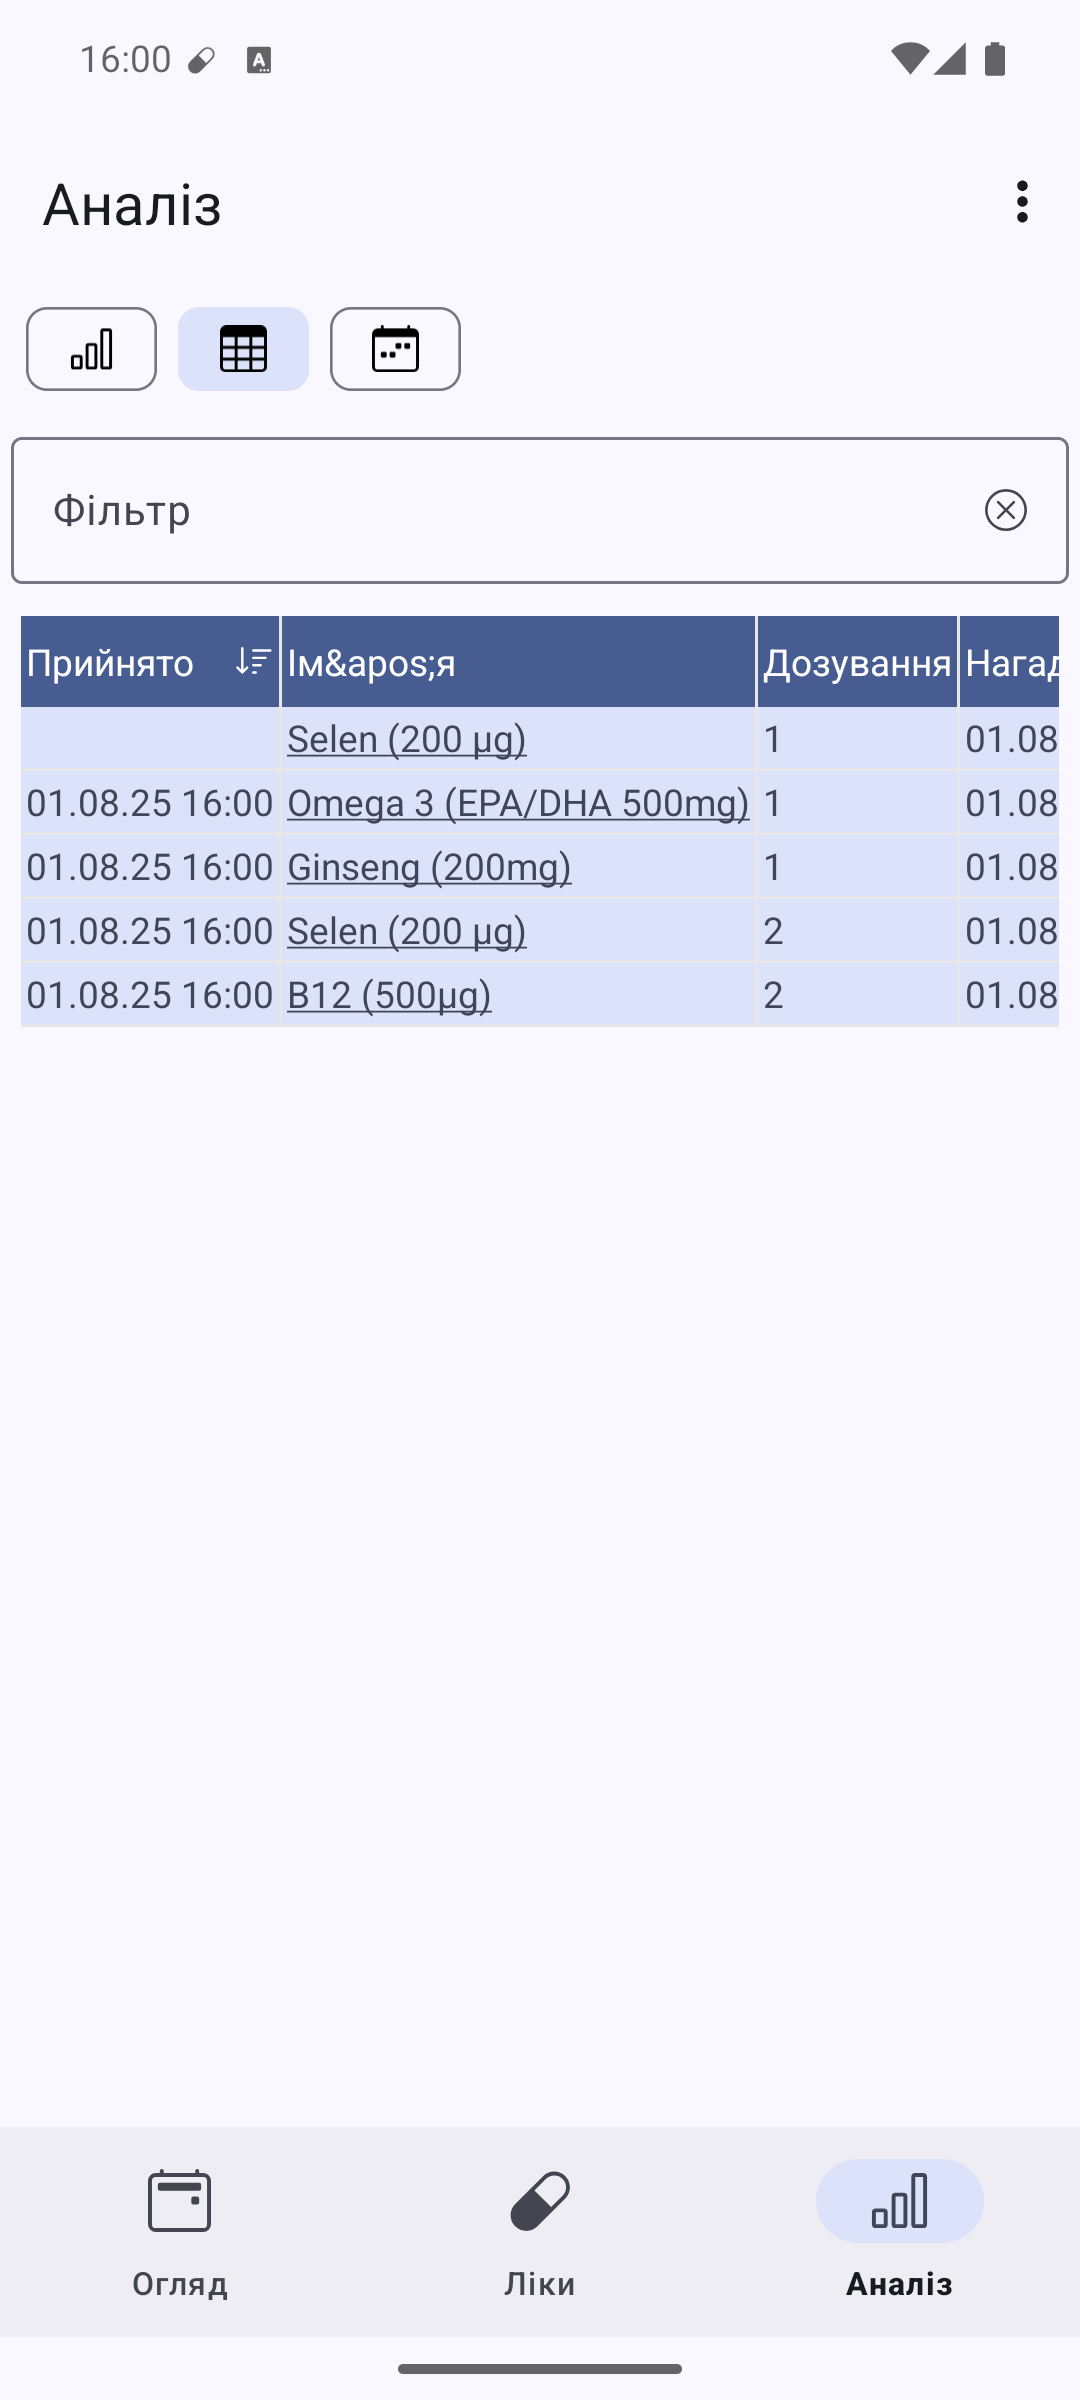 16:00
Аналіз
Фільтр
Прийнято Ім&apos;я Дозування Нагад
Selen (200 µg) 1 01.08
01.08.25 16:00 Omega 3 (EPA/DHA 500mg) 1 01.08
01.08.25 16:00 Ginseng (200mg) 1 01.08
01.08.25 16:00 Selen (200 µg) 2 01.08
01.08.25 16:00 B12 (500µg) 2 01.08
Огляд Ліки Аналіз